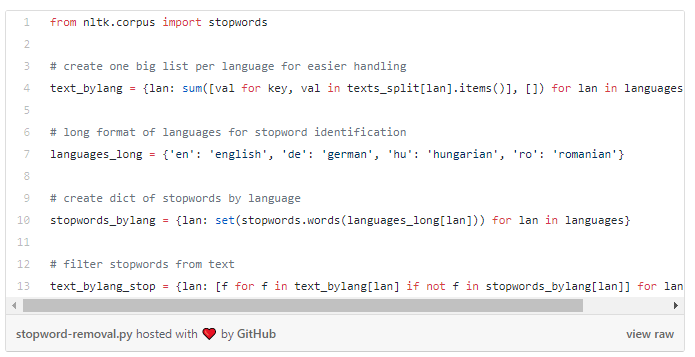 1 from nltk.corpus import stopwords
2
3 # create one big list per language for easier handling
4 text_bylang = {lan: sum([val for key, val in texts_split[lan].items()], []) for lan in languages
5
6 # long format of languages for stopword identification
7 languages_long = {'en': 'english', 'de': 'german', 'hu': 'hungarian', 'ro': 'romanian'}
8
9 # create dict of stopwords by language
10 stopwords_bylang = {lan: set(stopwords.words(languages_long[lan])) for lan in languages}
11
12 # filter stopwords from text
13 text_bylang_stop = {lan: [f for f in text_bylang[lan] if not f in stopwords_bylang[lan]] for lan
stopword-removal.py hosted with ❤ by GitHub view raw